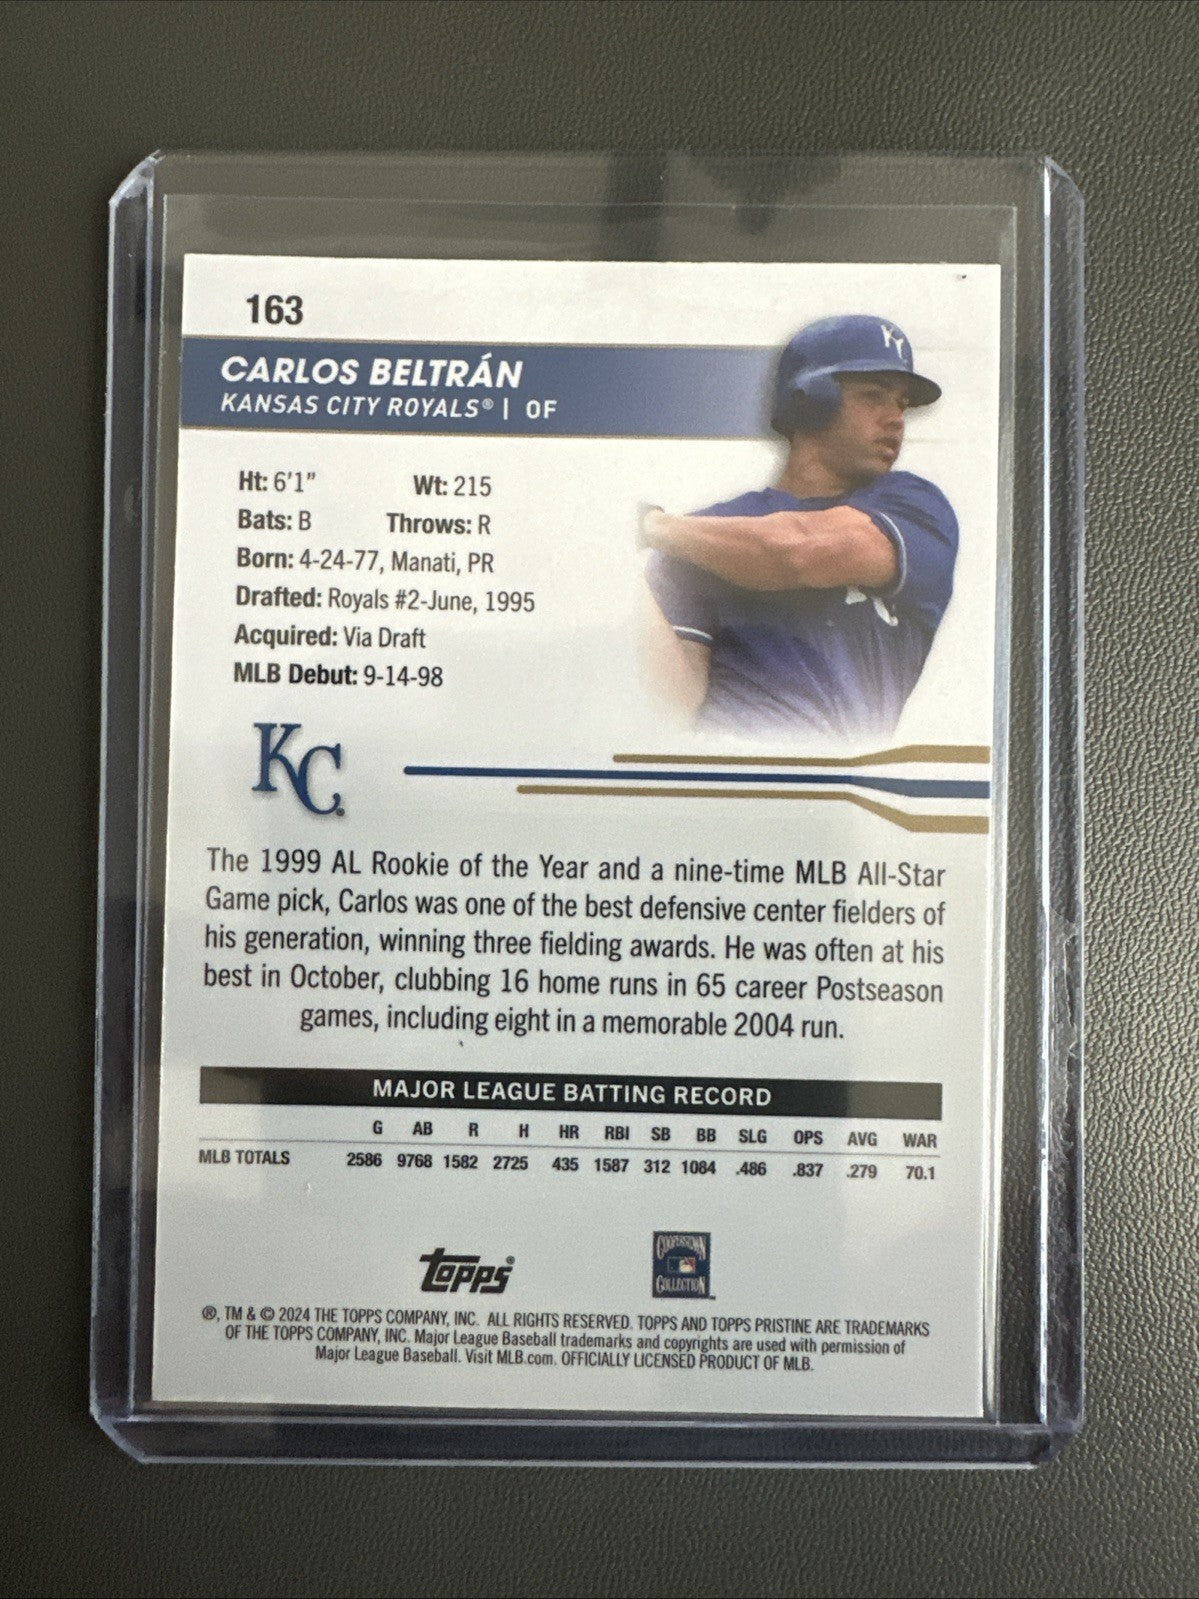 163
CARLOS BELTRÁN
KANSAS CITY ROYALS® | OF
Ht: 6'1" Wt: 215
Bats: B Throws: R
Born: 4-24-77, Manati, PR
Drafted: Royals #2-June, 1995
Acquired: Via Draft
MLB Debut: 9-14-98
KC
The 1999 AL Rookie of the Year and a nine-time MLB All-Star
Game pick, Carlos was one of the best defensive center fielders of
his generation, winning three fielding awards. He was often at his
best in October, clubbing 16 home runs in 65 career Postseason
games, including eight in a memorable 2004 run.
MAJOR LEAGUE BATTING RECORD
G AB R H HR RBI SB BB SLG OPS AVG WAR
MLB TOTALS 2586 9768 1582 2725 435 1587 312 1084 .486 .837 .279 70.1
topps®
COOPERSTOWN
COLLECTION™
®, TM & © 2024 THE TOPPS COMPANY, INC. ALL RIGHTS RESERVED. TOPPS AND TOPPS PRISTINE ARE TRADEMARKS
OF THE TOPPS COMPANY, INC. Major League Baseball trademarks and copyrights are used with permission of
Major League Baseball. Visit MLB.com. OFFICIALLY LICENSED PRODUCT OF MLB.